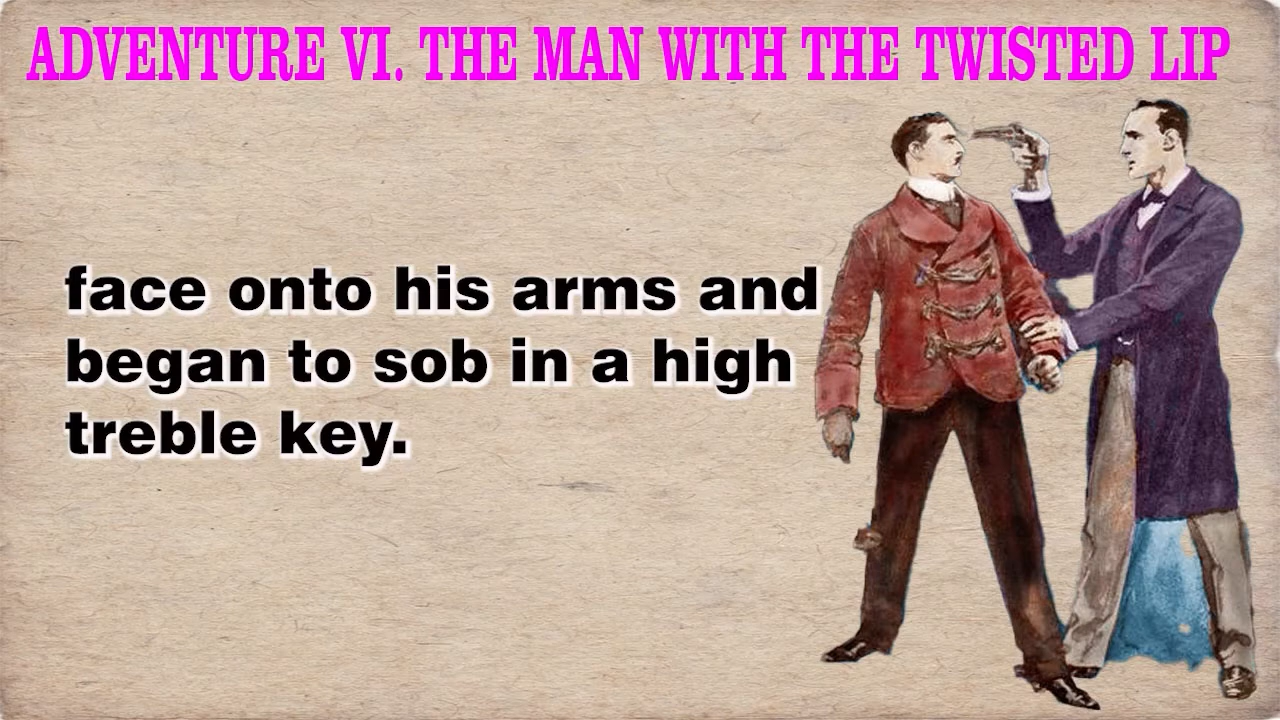 ADVENTURE VI. THE MAN WITH THE TWISTED LIP
face onto his arms and
began to sob in a high
treble key.